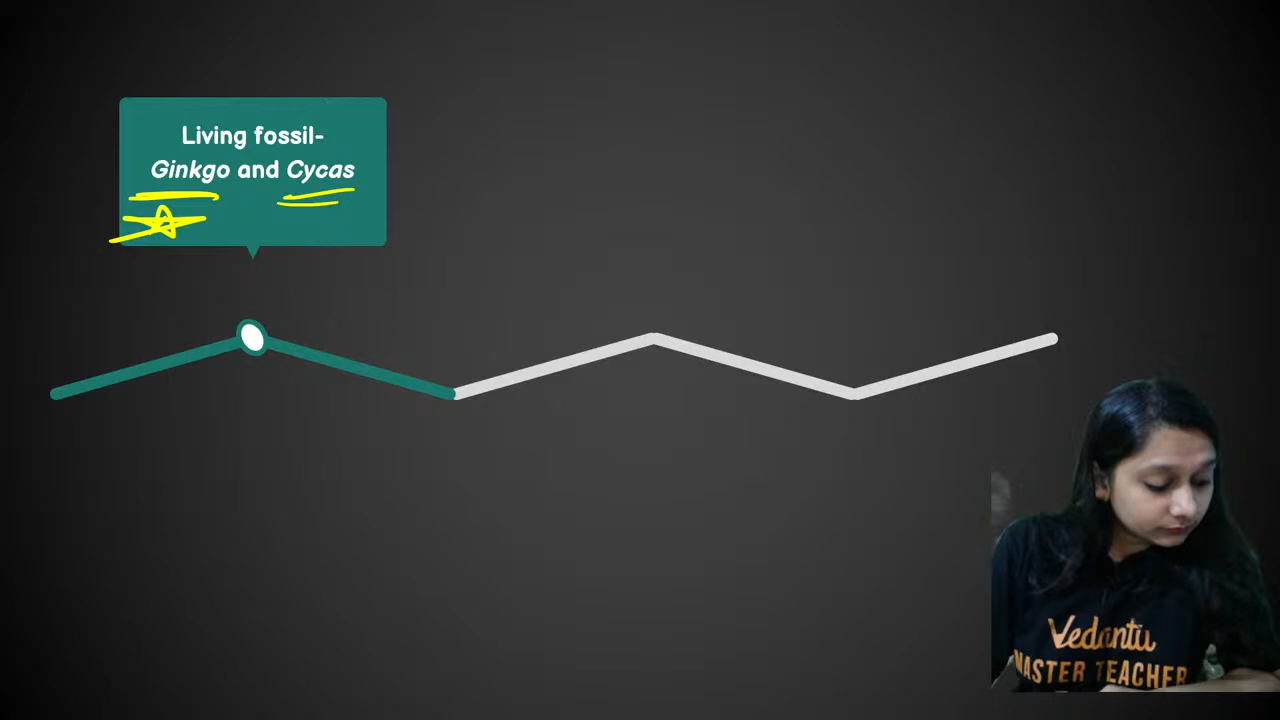 Living fossil-
Ginkgo and Cycas
Vedantu
MASTER TEACHER